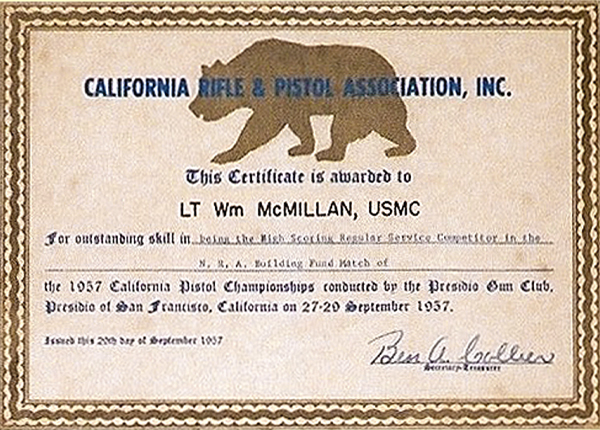 CALIFORNIA RIFLE & PISTOL ASSOCIATION, INC.
This Certificate is awarded to
LT Wm McMILLAN, USMC
For outstanding skill in being the High Scoring Regular Service Competitor in the
N. R. A. Building Fund Match of
the 1957 California Pistol Championships conducted by the Presidio Gun Club,
Presidio of San Francisco, California on 27-29 September 1957.
Issued this 29th day of September 1957
Ben A. Collier
Secretary-Treasurer